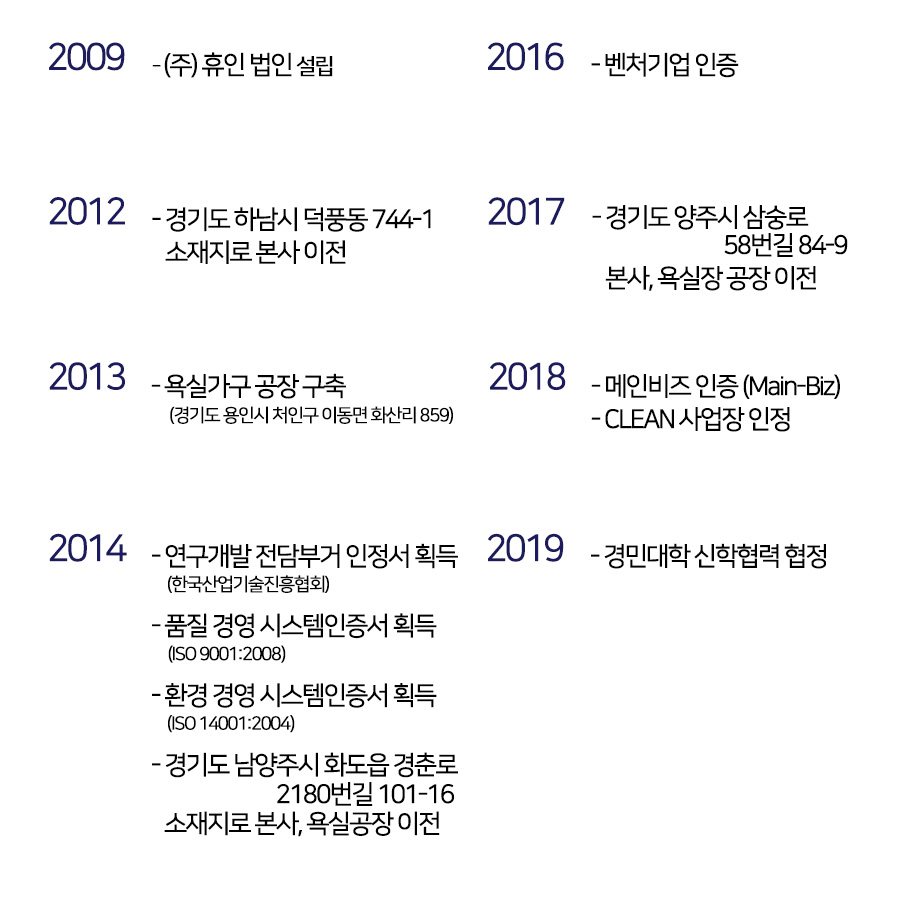 2009
- (주) 휴인 법인 설립
2012
- 경기도 하남시 덕풍동 744-1
소재지로 본사 이전
2013
- 욕실가구 공장 구축
(경기도 용인시 처인구 이동면 화산리 859)
2014
- 연구개발 전담부거 인정서 획득
(한국산업기술진흥협회)
- 품질 경영 시스템인증서 획득
(ISO 9001:2008)
- 환경 경영 시스템인증서 획득
(ISO 14001:2004)
- 경기도 남양주시 화도읍 경춘로
2180번길 101-16
소재지로 본사, 욕실공장 이전
2016
- 벤처기업 인증
2017
- 경기도 양주시 삼숭로
58번길 84-9
본사, 욕실장 공장 이전
2018
- 메인비즈 인증 (Main-Biz)
- CLEAN 사업장 인정
2019
- 경민대학 신학협력 협정